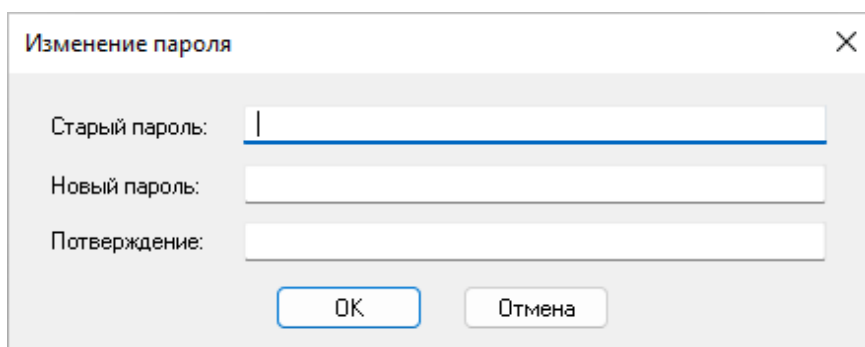 Изменение пароля
Старый пароль:
Новый пароль:
Потверждение:
OK Отмена